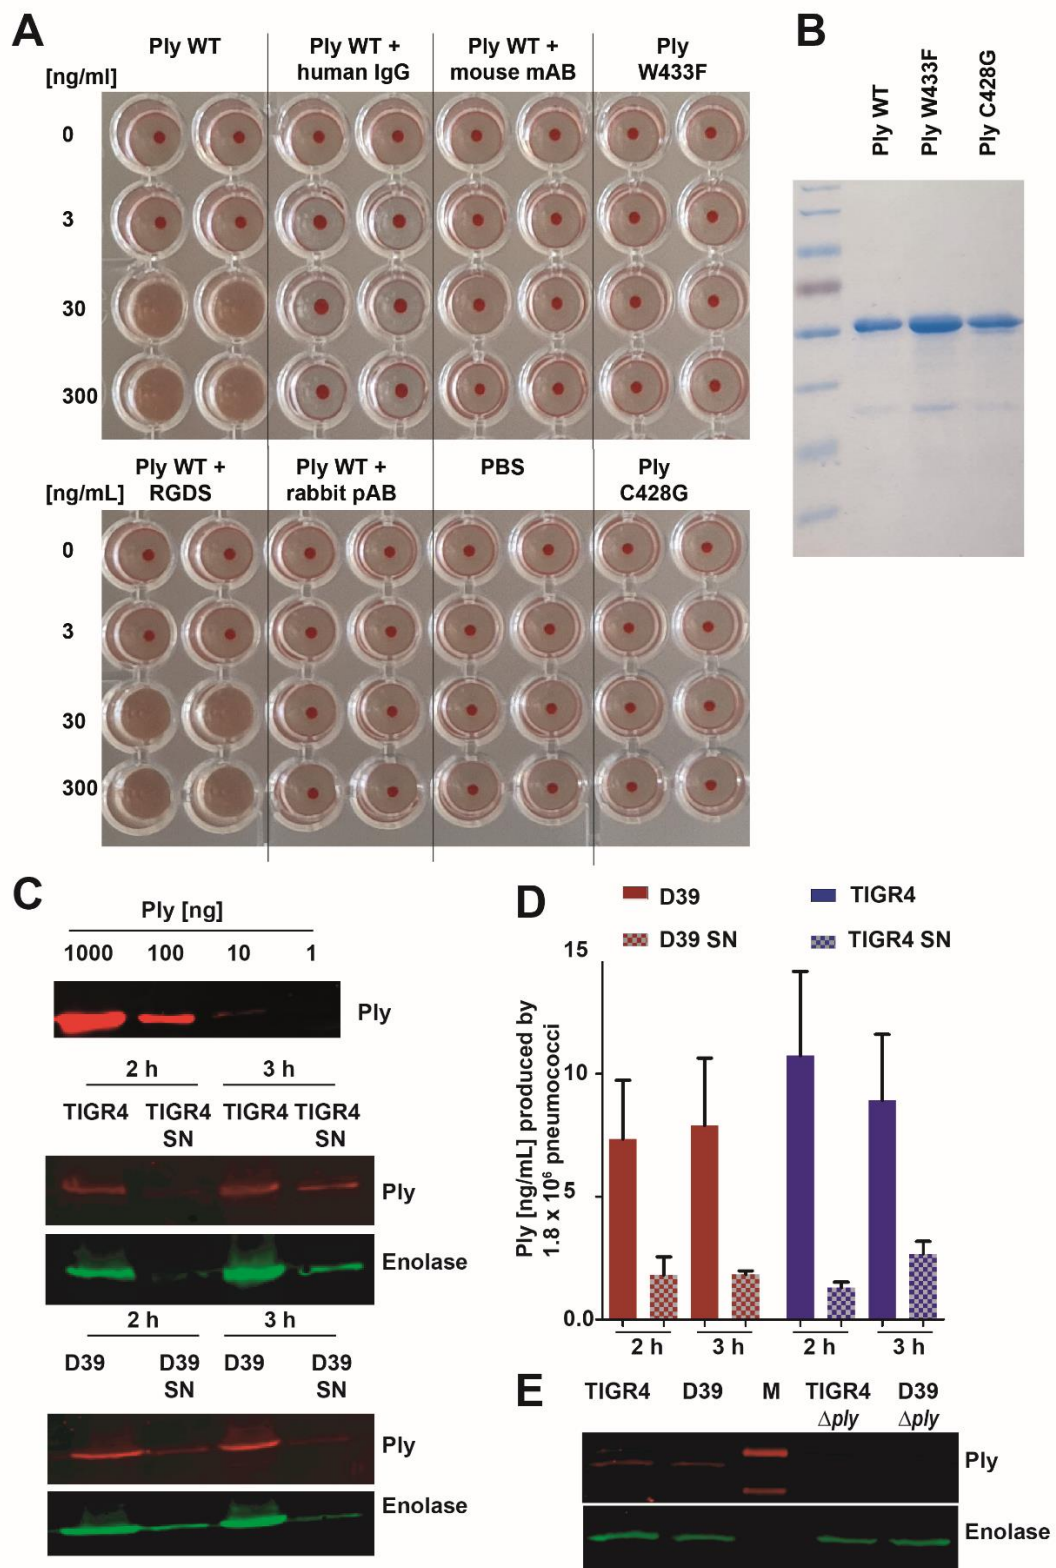 A
Ply WT
Ply WT + human IgG
Ply WT + mouse mAB
Ply W433F
[ng/ml]
0
3
30
300
Ply WT + RGDS
Ply WT + rabbit pAB
PBS
Ply C428G
[ng/mL]
0
3
30
300
B
Ply WT
Ply W433F
Ply C428G
C
Ply [ng]
1000 100 10 1
Ply
2 h 3 h
TIGR4 TIGR4 SN TIGR4 TIGR4 SN
Ply
Enolase
2 h 3 h
D39 D39 SN D39 D39 SN
Ply
Enolase
D
D39 TIGR4
D39 SN TIGR4 SN
Ply [ng/mL] produced by
1.8 x 10⁶ pneumococci
15
10
5
0.0
2 h 3 h 2 h 3 h
E
TIGR4 D39 M TIGR4 Δply D39 Δply
Ply
Enolase